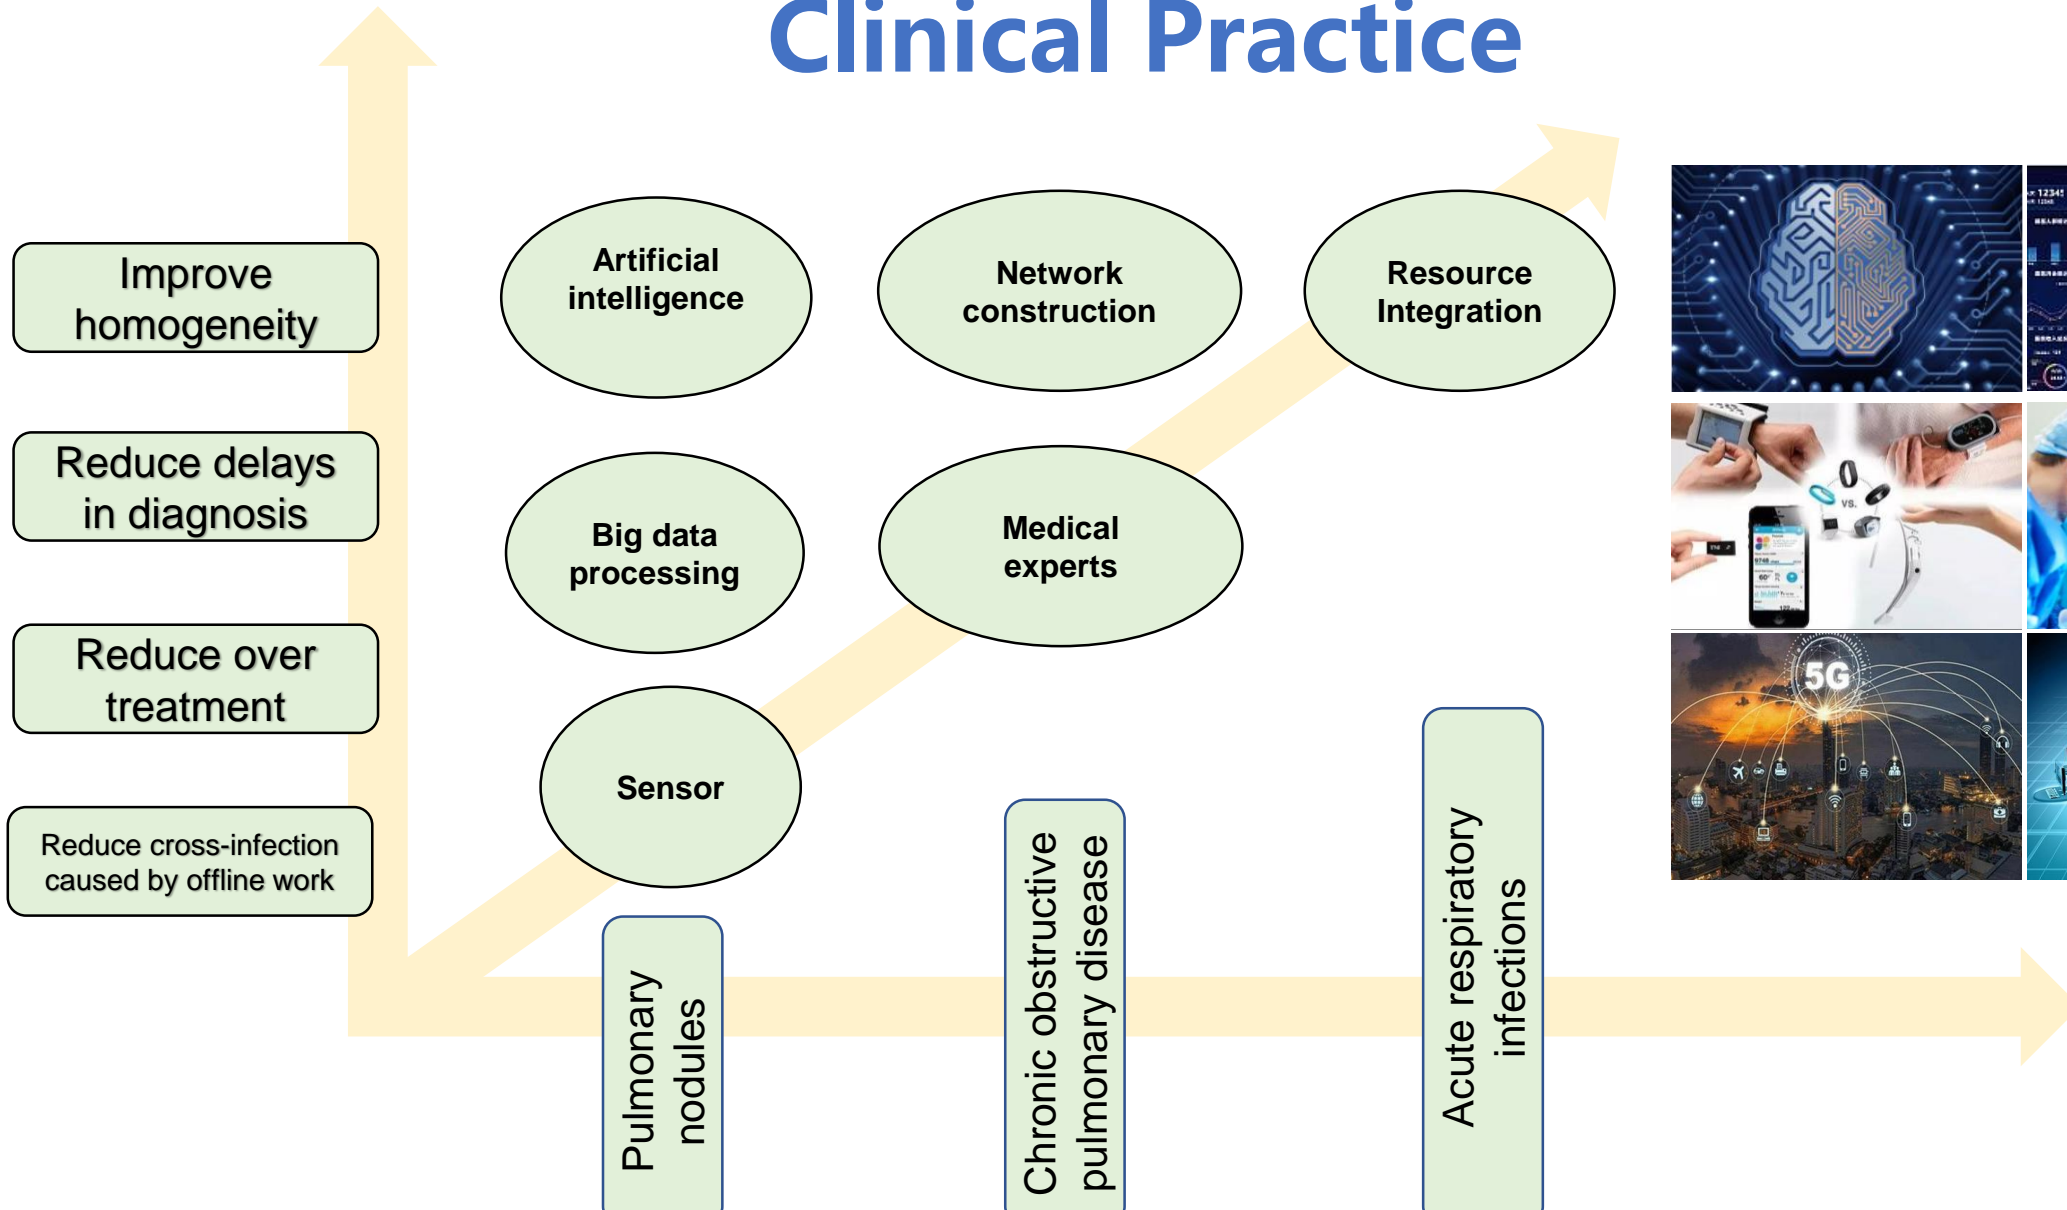 Clinical Practice
Improve
homogeneity
Reduce delays
in diagnosis
Reduce over
treatment
Reduce cross-infection
caused by offline work
Artificial
intelligence
Network
construction
Resource
Integration
Big data
processing
Medical
experts
Sensor
Pulmonary
nodules
Chronic obstructive
pulmonary disease
Acute respiratory
infections
VS.
5G